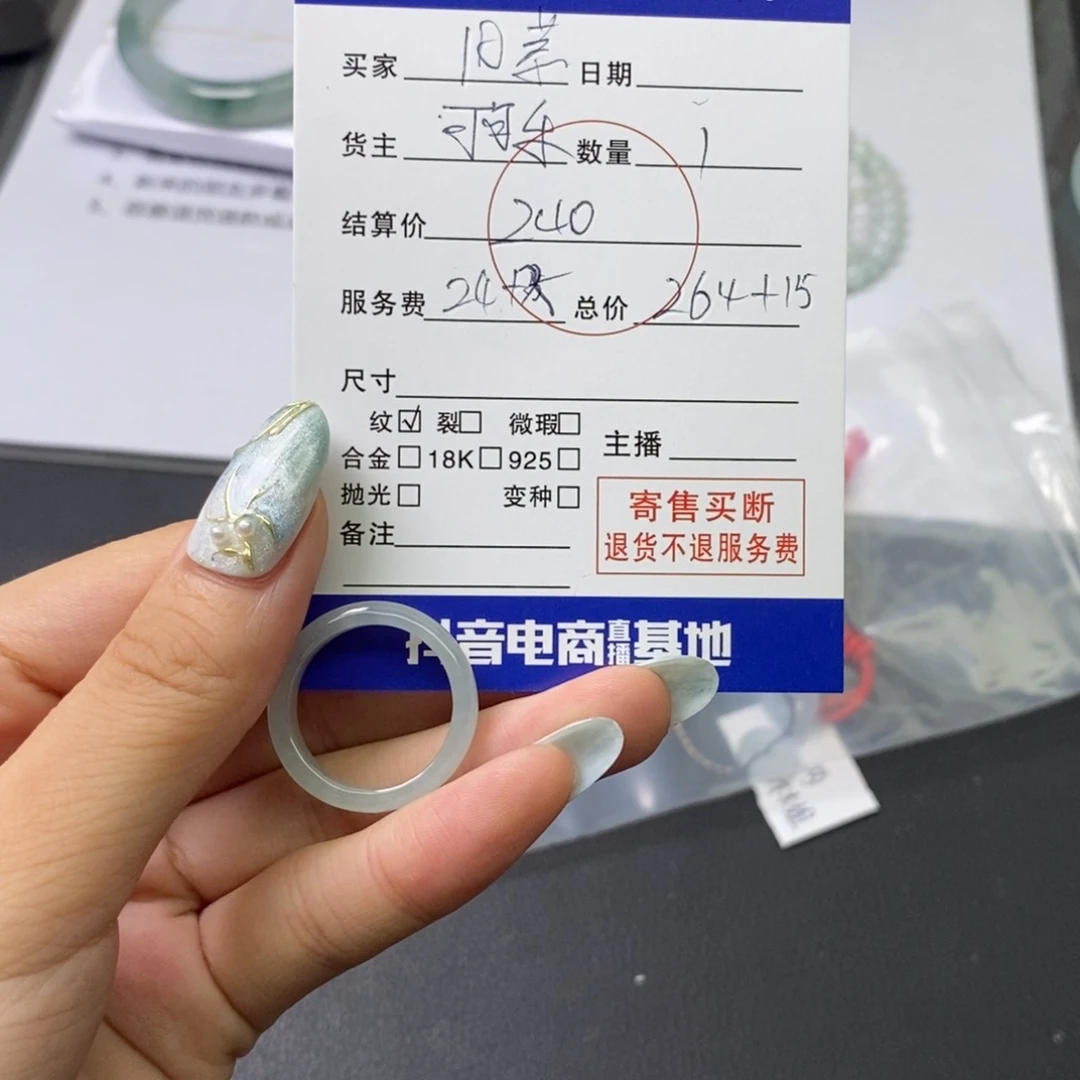 买家 旧 日期
货主 数量 1
结算价 240
服务费 24+ 总价 264+15
尺寸
纹☑ 裂□ 微瑕□
合金□ 18K□ 925□ 主播
抛光□ 变种□
寄售买断
备注
退货不退服务费
抖音电商直播基地